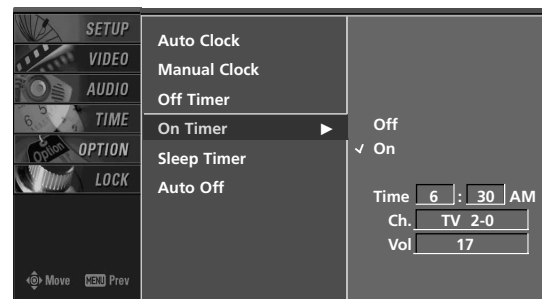 SETUP
VIDEO
AUDIO
TIME
OPTION
LOCK
Move MENU Prev
Auto Clock
Manual Clock
Off Timer
On Timer ▶
Sleep Timer
Auto Off
Off
✓ On
Time 6 : 30 AM
Ch. TV 2-0
Vol 17